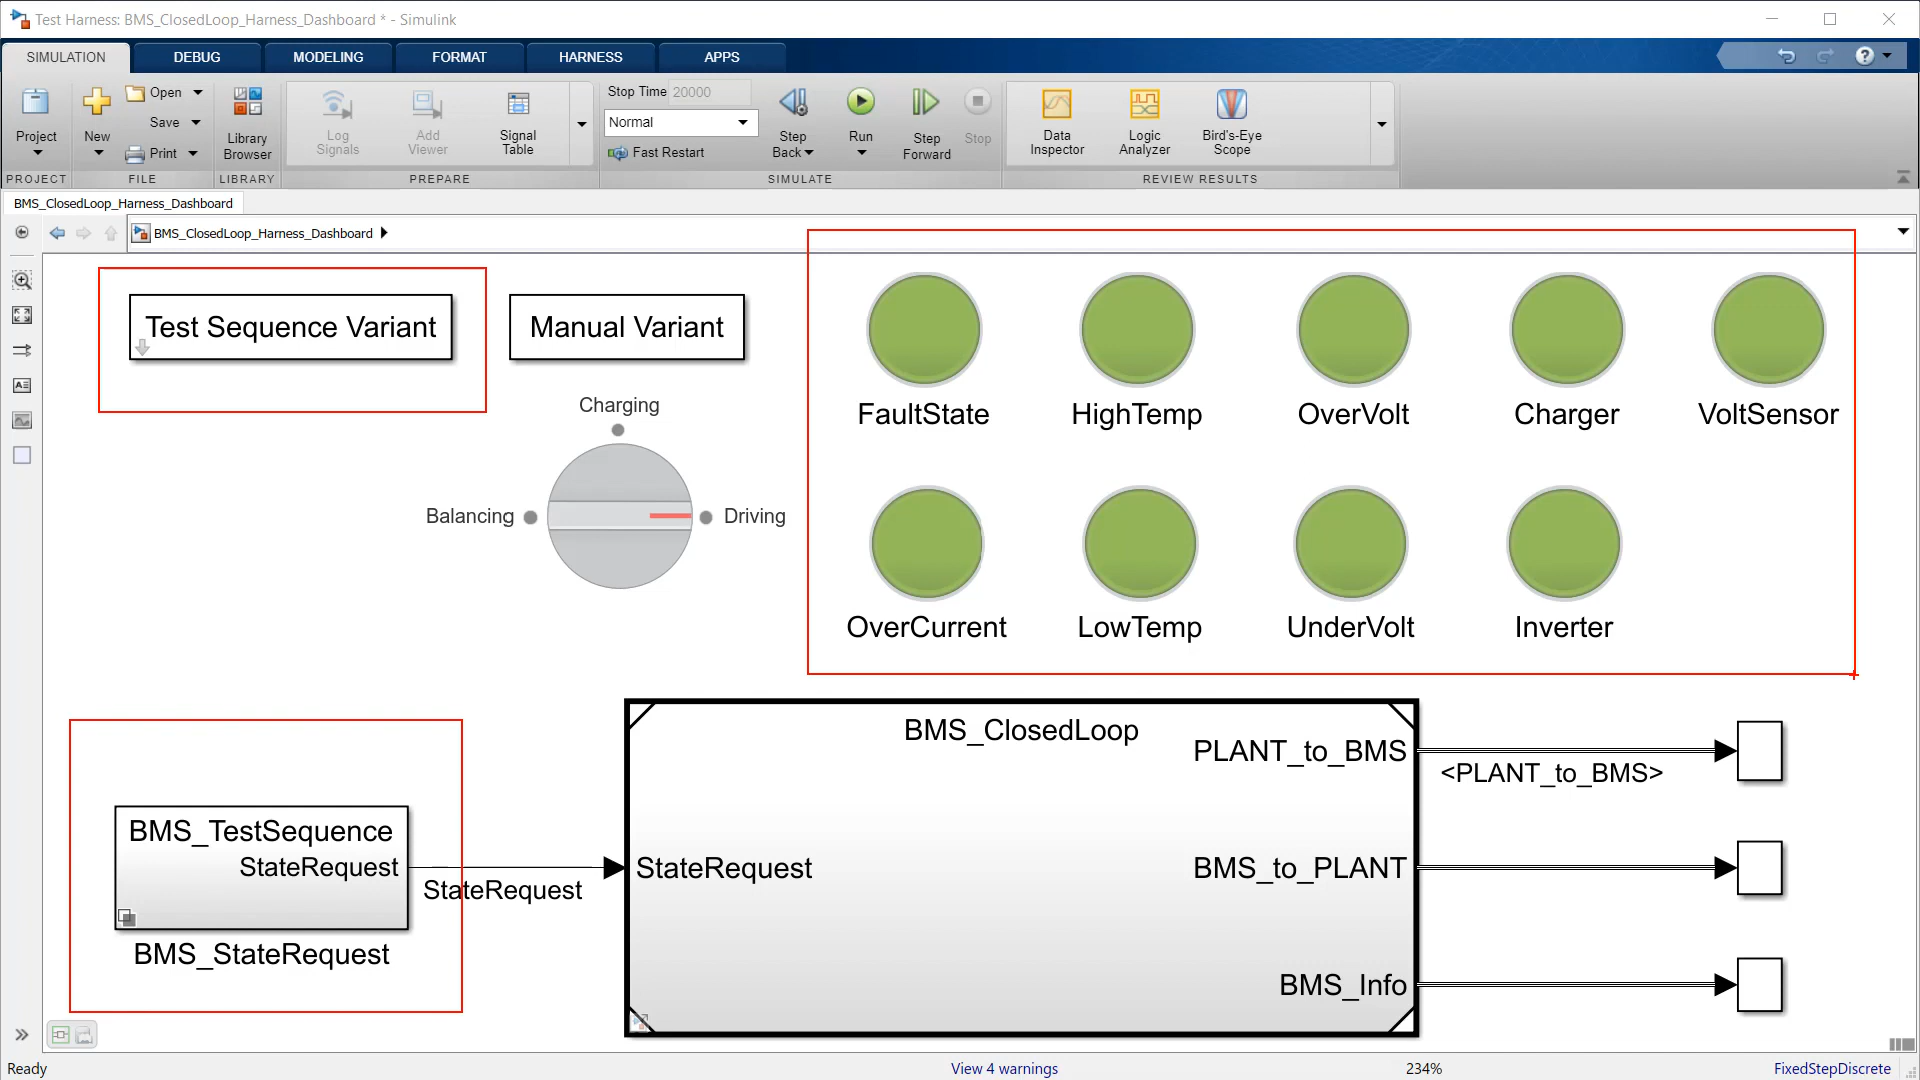 Test Harness: BMS_ClosedLoop_Harness_Dashboard * - Simulink
SIMULATION DEBUG MODELING FORMAT HARNESS APPS
Project
New
Open
Save
Print
Library
Browser
Log
Signals
Add
Viewer
Signal
Table
Stop Time 20000
Normal
Fast Restart
Step
Back
Run
Step
Forward
Stop
Data
Inspector
Logic
Analyzer
Bird's-Eye
Scope
PROJECT FILE LIBRARY PREPARE SIMULATE REVIEW RESULTS
BMS_ClosedLoop_Harness_Dashboard
BMS_ClosedLoop_Harness_Dashboard
Test Sequence Variant
Manual Variant
Charging
Balancing
Driving
FaultState HighTemp OverVolt Charger VoltSensor
OverCurrent LowTemp UnderVolt Inverter
BMS_TestSequence
StateRequest
BMS_StateRequest
StateRequest
BMS_ClosedLoop
StateRequest
PLANT_to_BMS
<PLANT_to_BMS>
BMS_to_PLANT
BMS_Info
Ready
View 4 warnings
234%
FixedStepDiscrete